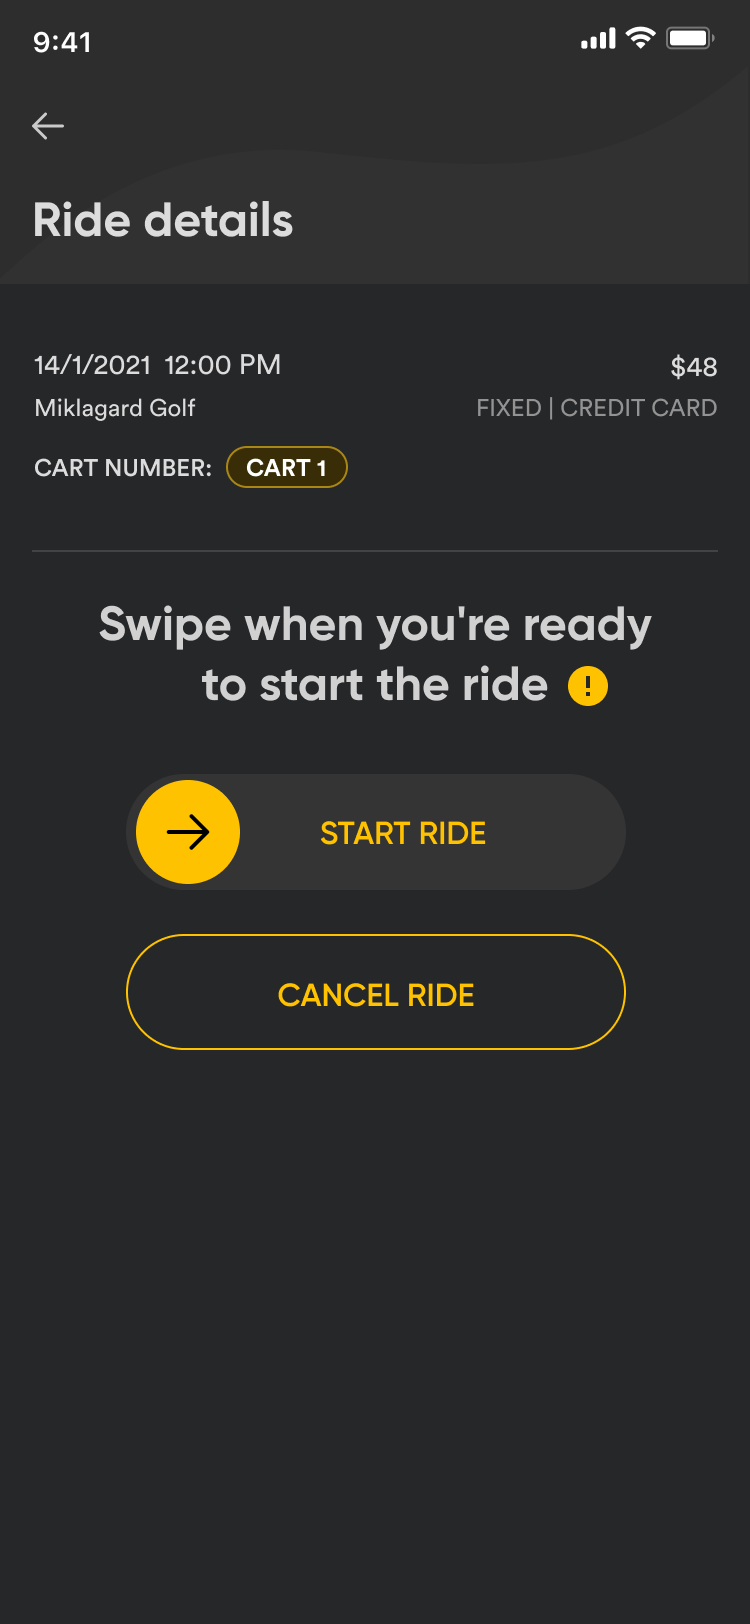 9:41
Ride details
14/1/2021 12:00 PM
$48
Miklagard Golf
FIXED | CREDIT CARD
CART NUMBER: CART 1
Swipe when you're ready
to start the ride !
START RIDE
CANCEL RIDE